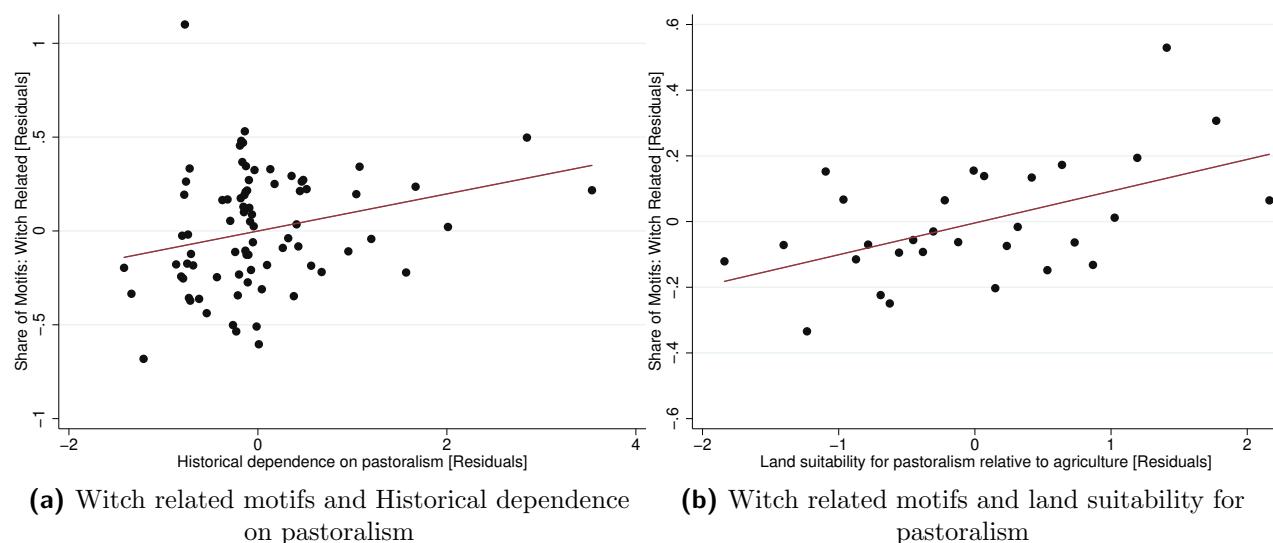 Share of Motifs: Witch Related [Residuals]
1
.5
0
-.5
-1
-2
0
2
4
Historical dependence on pastoralism [Residuals]
(a) Witch related motifs and Historical dependence
on pastoralism
Share of Motifs: Witch Related [Residuals]
.6
.4
.2
0
-.2
-.4
-.6
-2
-1
0
1
2
Land suitability for pastoralism relative to agriculture [Residuals]
(b) Witch related motifs and land suitability for
pastoralism